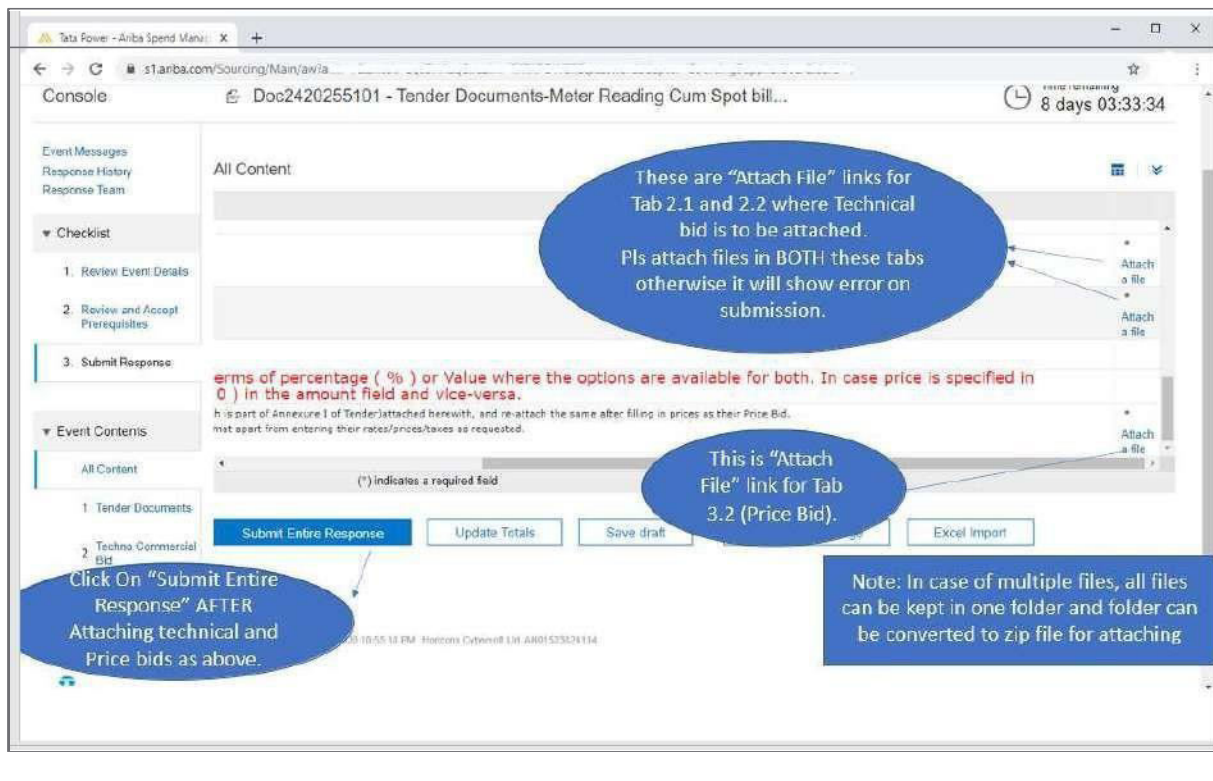 Tata Power - Ariba Spend Mana
s1.ariba.com/Sourcing/Main/aw?a
Console
Doc2420255101 - Tender Documents-Meter Reading Cum Spot bill...
Time remaining
8 days 03:33:34
Event Messages
Response History
Response Team
▼ Checklist
1. Review Event Details
2. Review and Accept
Prerequisites
3. Submit Response
▼ Event Contents
All Content
1 Tender Documents
2 Techno Commercial
Bid
All Content
These are “Attach File” links for
Tab 2.1 and 2.2 where Technical
bid is to be attached.
Pls attach files in BOTH these tabs
otherwise it will show error on
submission.
*
Attach
a file
*
Attach
a file
erms of percentage ( % ) or Value where the options are available for both. In case price is specified in
0 ) in the amount field and vice-versa.
h is part of Annexure I of Tender)attached herewith, and re-attach the same after filling in prices as their Price Bid.
mat apart from entering their rates/prices/taxes as requested.
*
Attach
a file
This is “Attach
File” link for Tab
3.2 (Price Bid).
(*) indicates a required field
Submit Entire Response
Update Totals
Save draft
Excel Import
Click On “Submit Entire
Response” AFTER
Attaching technical and
Price bids as above.
Note: In case of multiple files, all files
can be kept in one folder and folder can
be converted to zip file for attaching